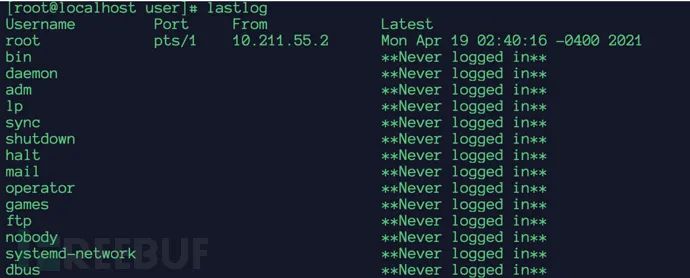 [root@localhost user]# lastlog
Username         Port     From             Latest
root             pts/1    10.211.55.2      Mon Apr 19 02:40:16 -0400 2021
bin                                        **Never logged in**
daemon                                     **Never logged in**
adm                                        **Never logged in**
lp                                         **Never logged in**
sync                                       **Never logged in**
shutdown                                   **Never logged in**
halt                                       **Never logged in**
mail                                       **Never logged in**
operator                                   **Never logged in**
games                                      **Never logged in**
ftp                                        **Never logged in**
nobody                                     **Never logged in**
systemd-network                            **Never logged in**
dbus                                       **Never logged in**
REEBUF